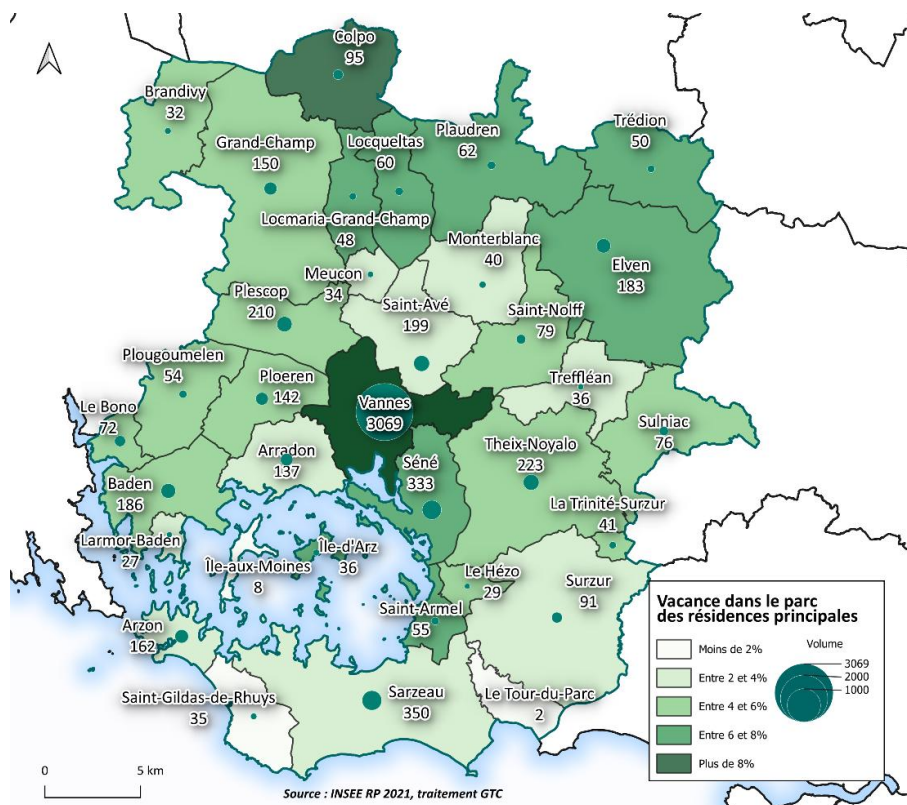 Colpo
95
Brandivy
32
Grand-Champ
150
Locqueltas
60
Plaudren
62
Trédion
50
Locmaria-Grand-Champ
48
Monterblanc
40
Elven
183
Meucon
34
Plescop
210
Saint-Avé
199
Saint-Nolff
79
Plougoumelen
54
Ploeren
142
Treffléan
36
Le Bono
72
Vannes
3069
Sulniac
76
Arradon
137
Séné
333
Theix-Noyalo
223
Baden
186
La Trinité-Surzur
41
Larmor-Baden
27
Île-aux-Moines
8
Île-d'Arz
36
Le Hézo
29
Surzur
91
Saint-Armel
55
Arzon
162
Saint-Gildas-de-Rhuys
35
Sarzeau
350
Le Tour-du-Parc
2
Vacance dans le parc
des résidences principales
Moins de 2%
Entre 2 et 4%
Entre 4 et 6%
Entre 6 et 8%
Plus de 8%
Volume
3069
2000
1000
0 5 km
Source : INSEE RP 2021, traitement GTC